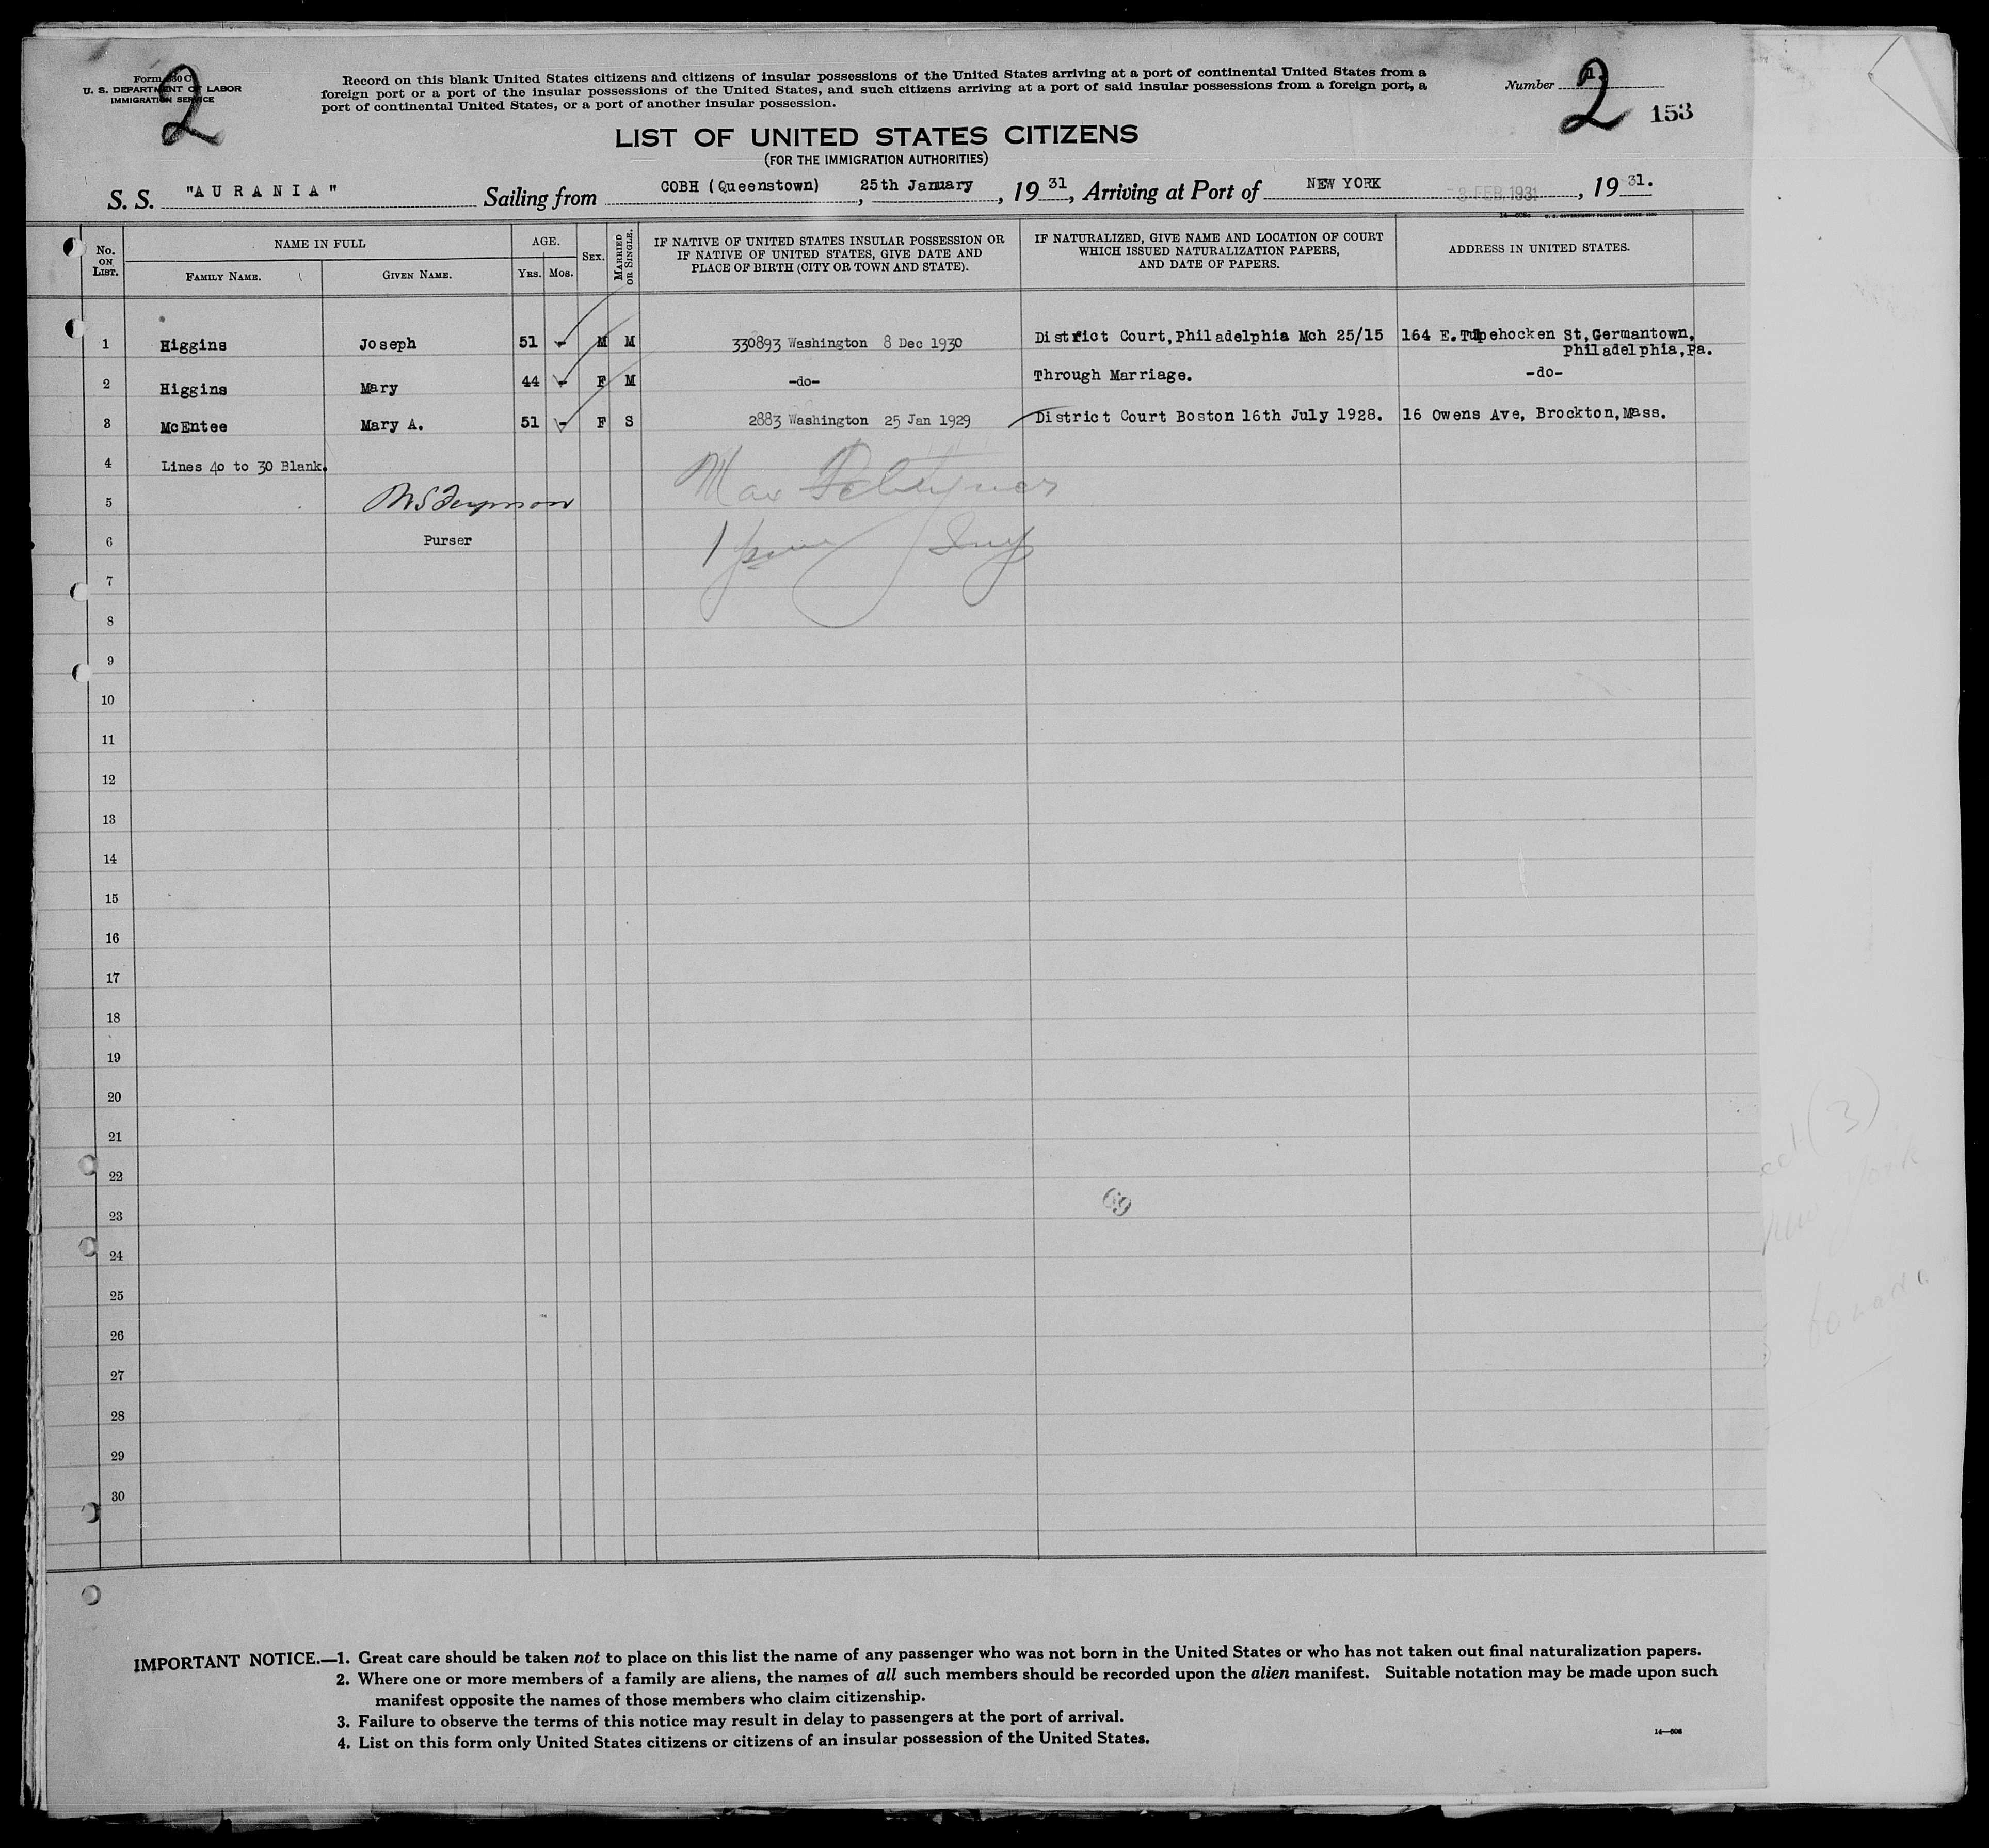 Form 630 C
U. S. DEPARTMENT OF LABOR
IMMIGRATION SERVICE
2
Record on this blank United States citizens and citizens of insular possessions of the United States arriving at a port of continental United States from a
foreign port or a port of the insular possessions of the United States, and such citizens arriving at a port of said insular possessions from a foreign port, a
port of continental United States, or a port of another insular possession.
Number 1.
2
153
LIST OF UNITED STATES CITIZENS
(FOR THE IMMIGRATION AUTHORITIES)
S. S. "AURANIA" Sailing from COBH (Queenstown), 25th January, 19 31, Arriving at Port of NEW YORK 3 FEB 1931, 19 31.
No. ON LIST. NAME IN FULL AGE. SEX. MARRIED OR SINGLE. IF NATIVE OF UNITED STATES INSULAR POSSESSION OR IF NATIVE OF UNITED STATES, GIVE DATE AND PLACE OF BIRTH (CITY OR TOWN AND STATE). IF NATURALIZED, GIVE NAME AND LOCATION OF COURT WHICH ISSUED NATURALIZATION PAPERS, AND DATE OF PAPERS. ADDRESS IN UNITED STATES.
FAMILY NAME. GIVEN NAME. YRS. MOS.
1 Higgins Joseph 51 - M M 330893 Washington 8 Dec 1930 District Court,Philadelphia Mch 25/15 164 E.Tulpehocken St,Germantown,
Philadelphia,Pa.
2 Higgins Mary 44 - F M -do- Through Marriage. -do-
3 McEntee Mary A. 51 - F S 2883 Washington 25 Jan 1929 District Court Boston 16th July 1928. 16 Owens Ave, Brockton,Mass.
4 Lines 40 to 30 Blank.
5
6 Purser
7
8
9
10
11
12
13
14
15
16
17
18
19
20
21
22
23
69
24
25
26
27
28
29
30
IMPORTANT NOTICE.—1. Great care should be taken not to place on this list the name of any passenger who was not born in the United States or who has not taken out final naturalization papers.
2. Where one or more members of a family are aliens, the names of all such members should be recorded upon the alien manifest. Suitable notation may be made upon such
manifest opposite the names of those members who claim citizenship.
3. Failure to observe the terms of this notice may result in delay to passengers at the port of arrival.
4. List on this form only United States citizens or citizens of an insular possession of the United States.